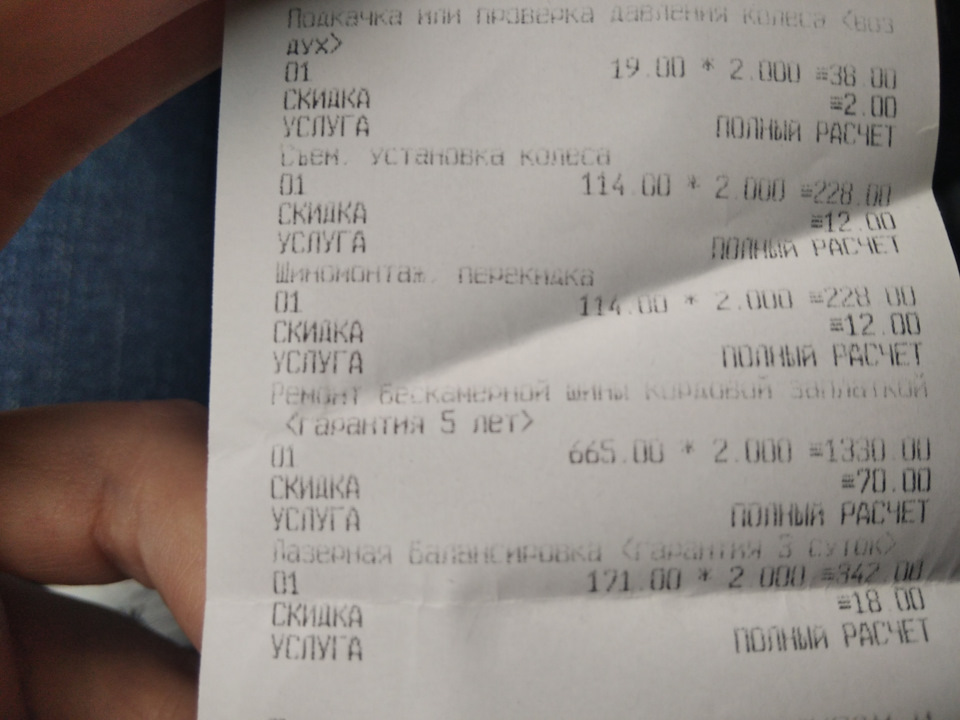 Подкачка или проверка давления колеса <воз
дух>
01 19.00 * 2.000 =38.00
СКИДКА =2.00
УСЛУГА ПОЛНЫЙ РАСЧЕТ
Съем. установка колеса
01 114.00 * 2.000 =228.00
СКИДКА =12.00
УСЛУГА ПОЛНЫЙ РАСЧЕТ
Шиномонтаж. перекидка
01 114.00 * 2.000 =228.00
СКИДКА =12.00
УСЛУГА ПОЛНЫЙ РАСЧЕТ
Ремонт бескамерной шины кордовой заплаткой
<гарантия 5 лет>
01 665.00 * 2.000 =1330.00
СКИДКА =70.00
УСЛУГА ПОЛНЫЙ РАСЧЕТ
Лазерная балансировка <гарантия 3 суток>
01 171.00 * 2.000 =342.00
СКИДКА =18.00
УСЛУГА ПОЛНЫЙ РАСЧЕТ